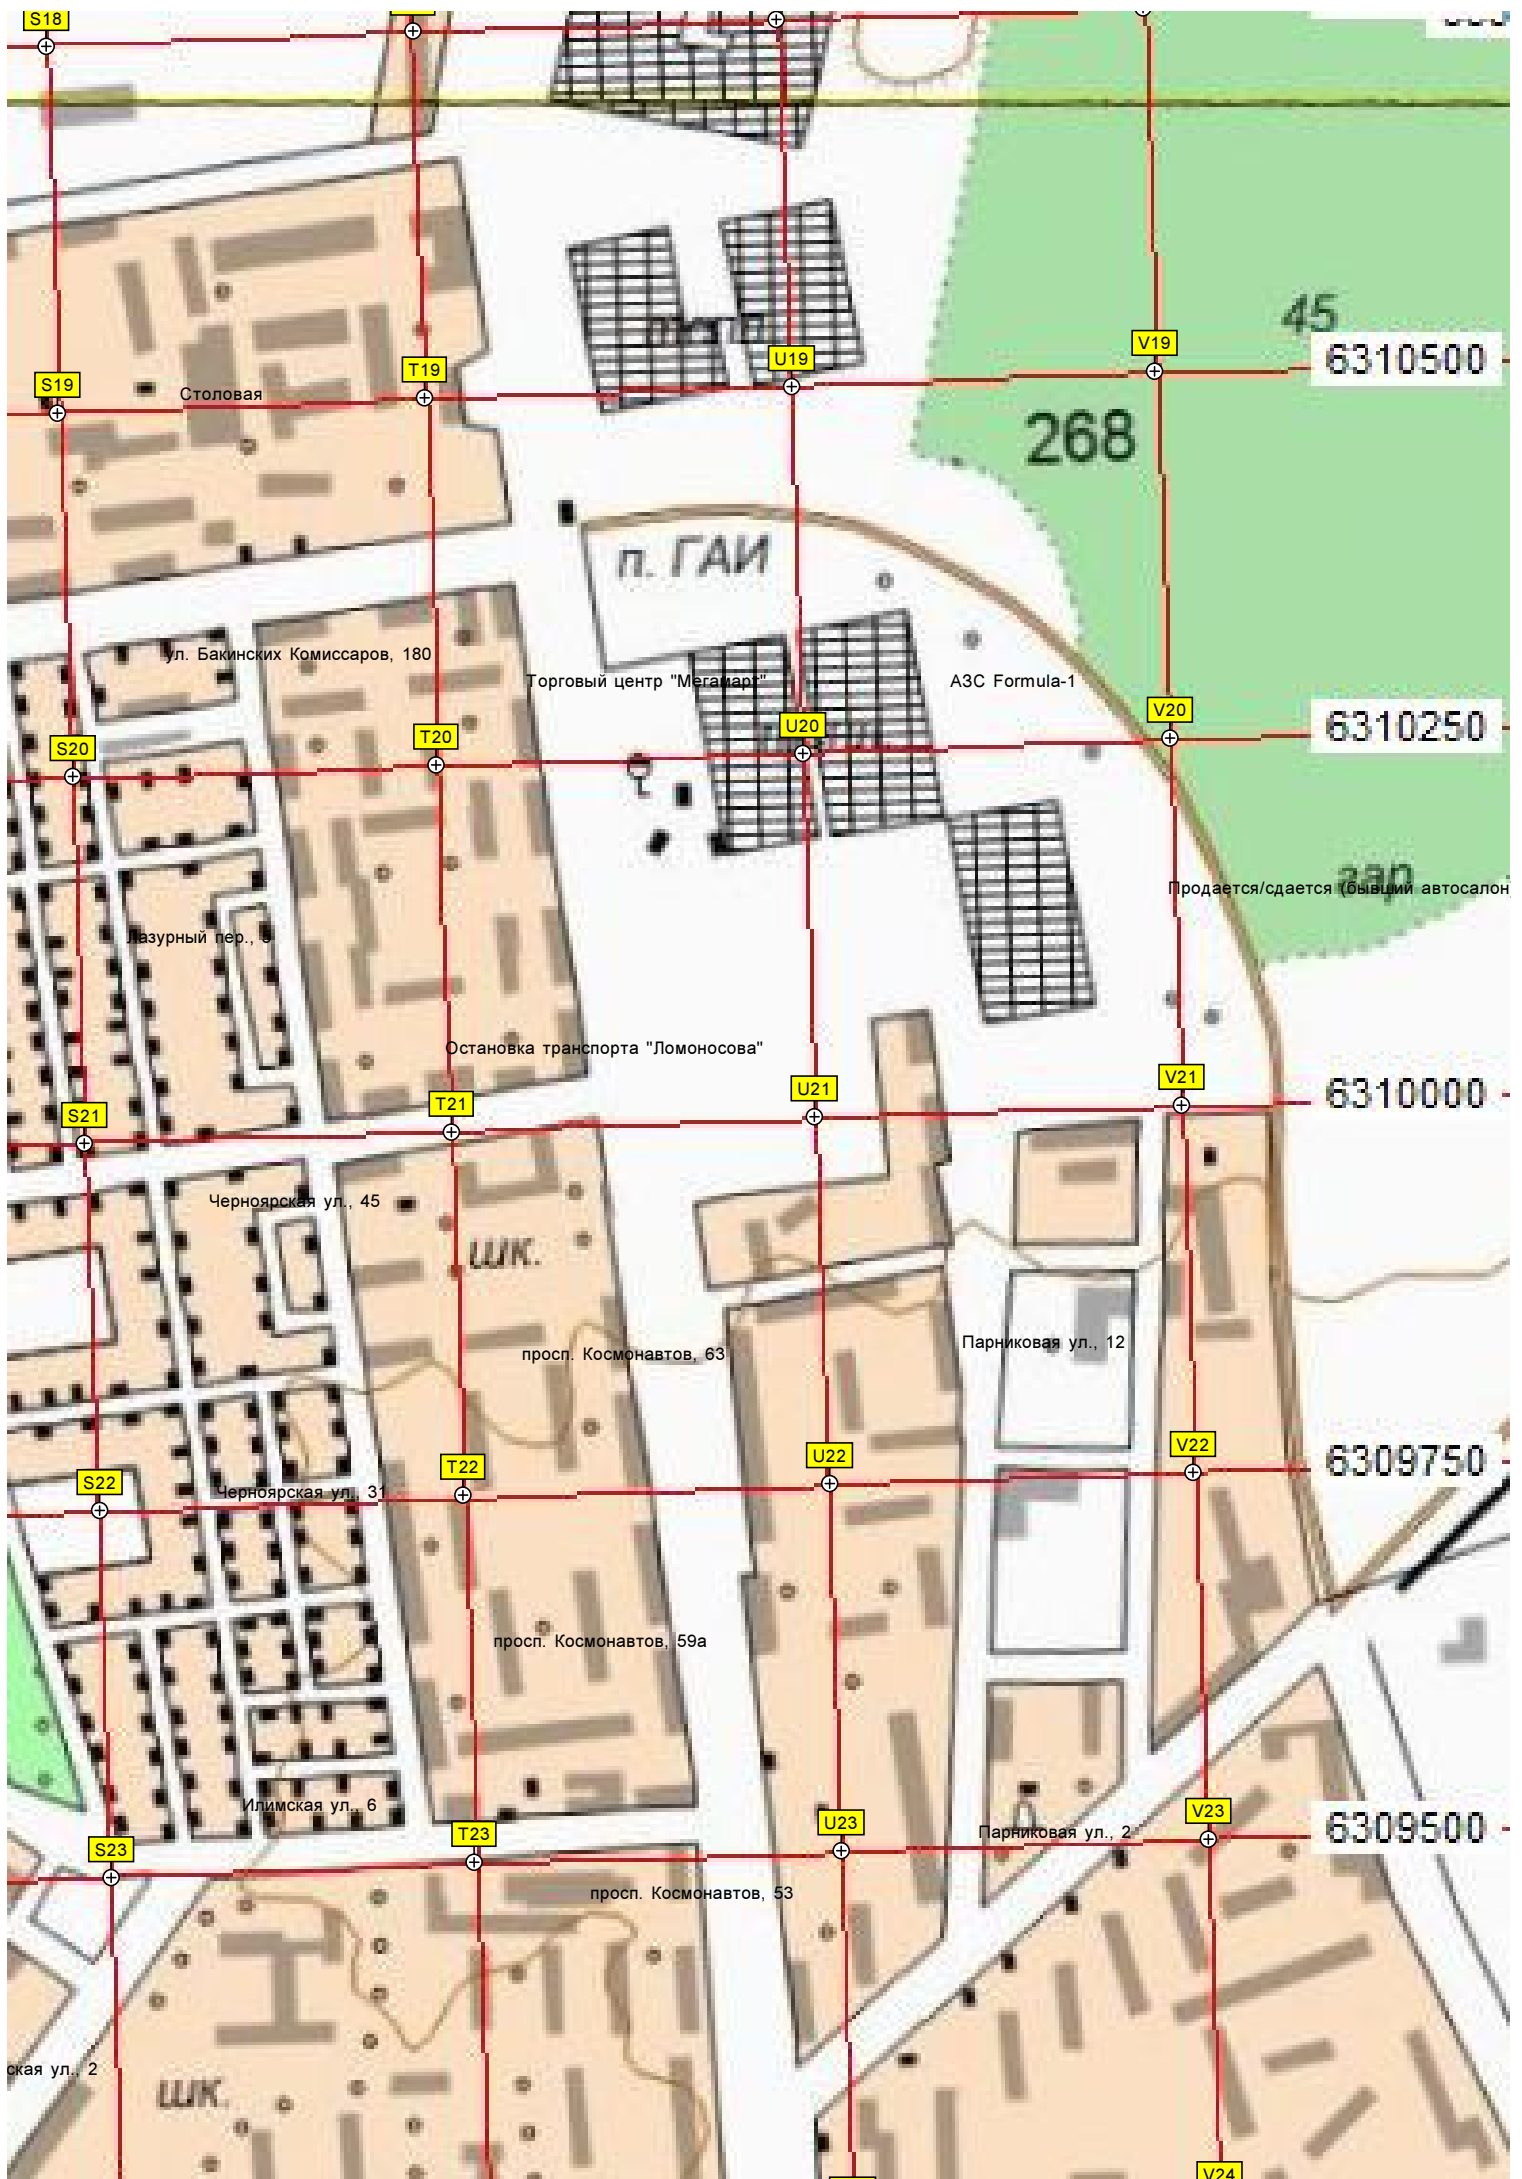 S18
45
V19
6310500
U19
T19
S19
Столовая
268
п. ГАИ
ул. Бакинских Комиссаров, 180
Торговый центр "Мегамарт"
АЗС Formula-1
V20
6310250
U20
T20
S20
гар
Продается/сдается (бывший автосалон
Лазурный пер., 3
Остановка транспорта "Ломоносова"
V21
6310000
U21
T21
S21
Черноярская ул., 45
шк.
Парниковая ул., 12
просп. Космонавтов, 63
V22
6309750
U22
T22
S22
Черноярская ул., 31
просп. Космонавтов, 59а
Илимская ул., 6
V23
6309500
U23
T23
S23
Парниковая ул., 2
просп. Космонавтов, 53
ская ул., 2
шк.
V24